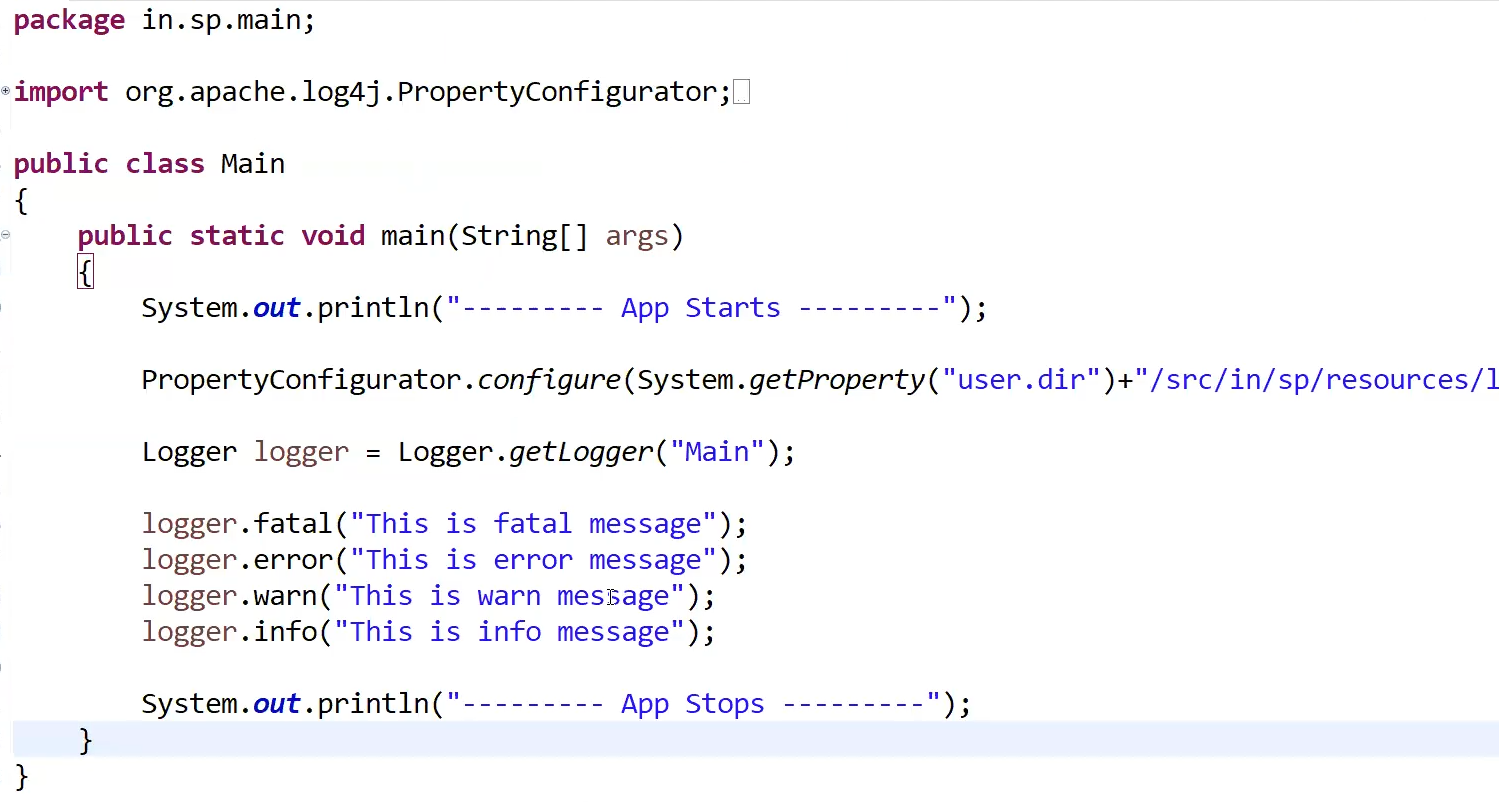 package in.sp.main;
import org.apache.log4j.PropertyConfigurator;
public class Main
{
public static void main(String[] args)
{
System.out.println("--------- App Starts ---------");
PropertyConfigurator.configure(System.getProperty("user.dir")+"/src/in/sp/resources/l
Logger logger = Logger.getLogger("Main");
logger.fatal("This is fatal message");
logger.error("This is error message");
logger.warn("This is warn message");
logger.info("This is info message");
System.out.println("--------- App Stops ---------");
}
}